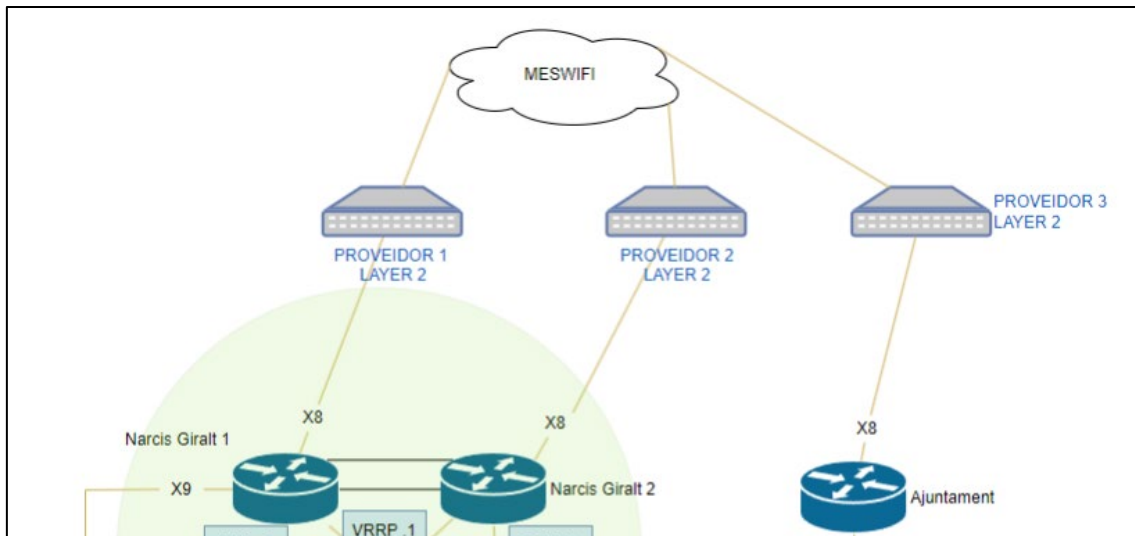 MESWIFI
PROVEIDOR 1
LAYER 2
PROVEIDOR 2
LAYER 2
PROVEIDOR 3
LAYER 2
X8
X8
X8
Narcis Giralt 1
X9
Narcis Giralt 2
Ajuntament
VRRP .1